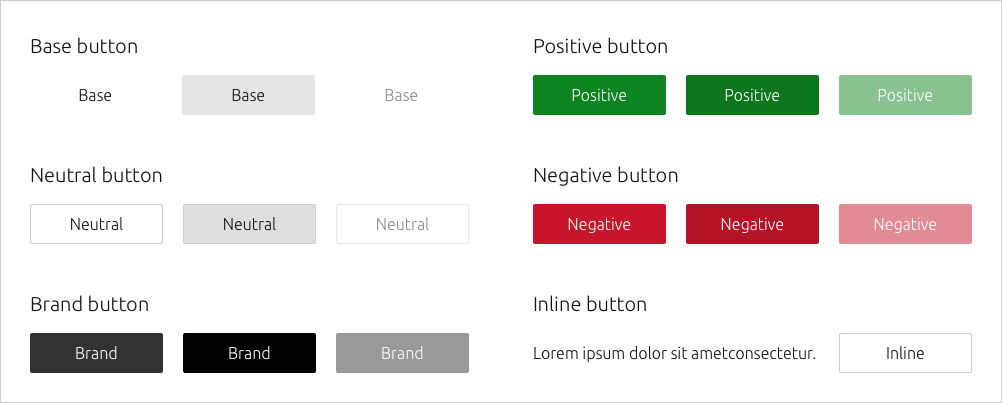 Base button
Base Base Base
Neutral button
Neutral Neutral Neutral
Brand button
Brand Brand Brand
Positive button
Positive Positive Positive
Negative button
Negative Negative Negative
Inline button
Lorem ipsum dolor sit ametconsectetur. Inline